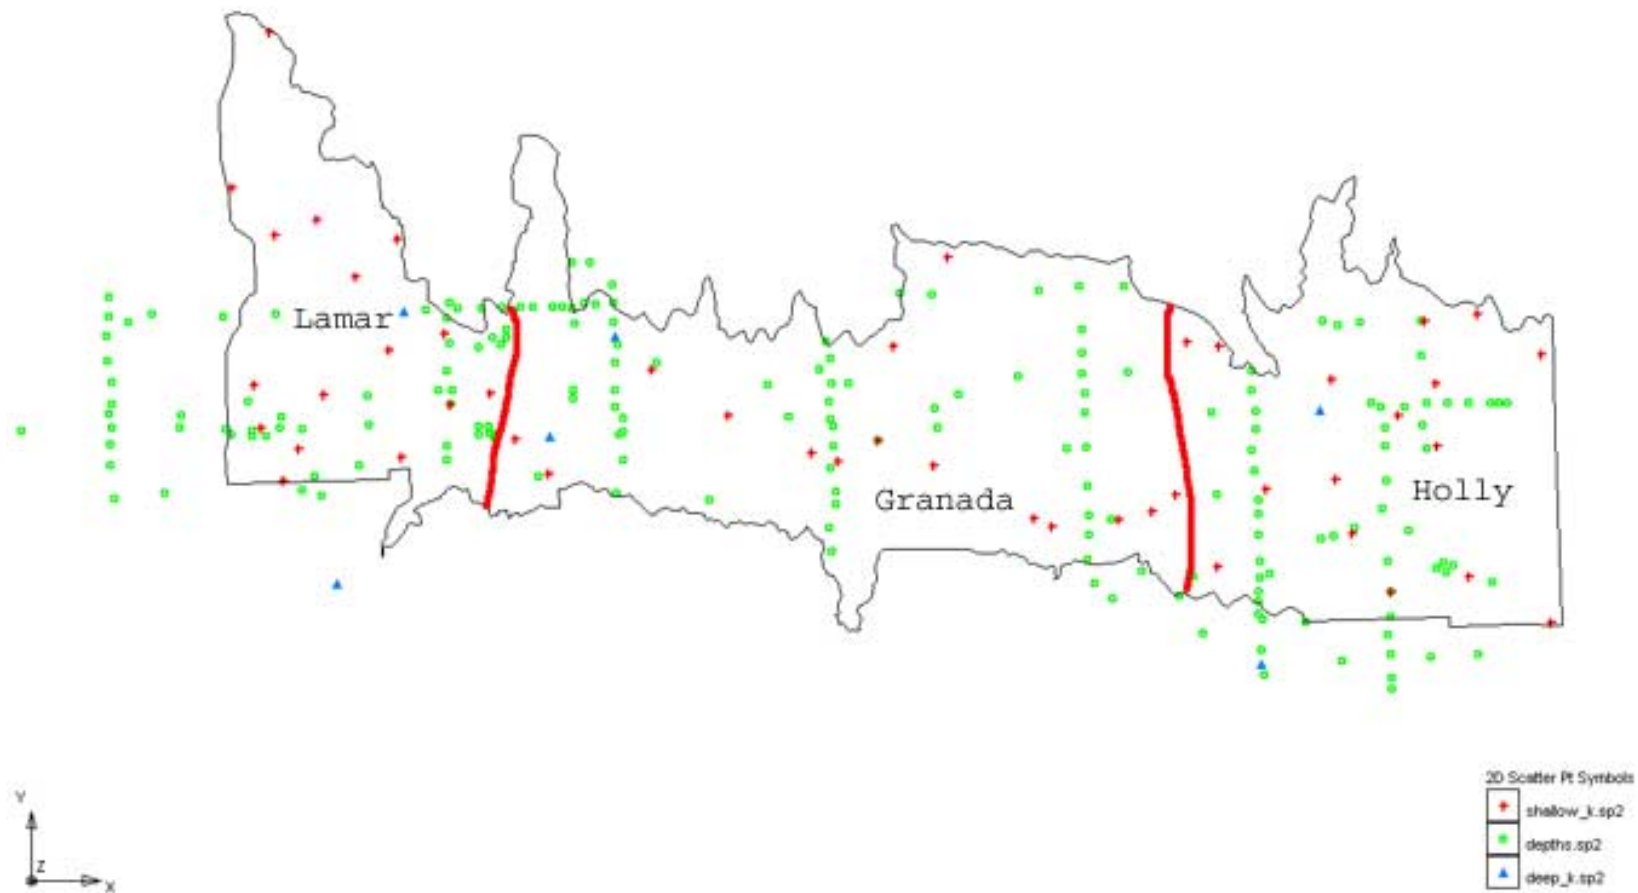 Lamar
Granada
Holly
2D Scatter Pt Symbols
shallow_k.sp2
depths.sp2
deep_k.sp2
Y
Z
X